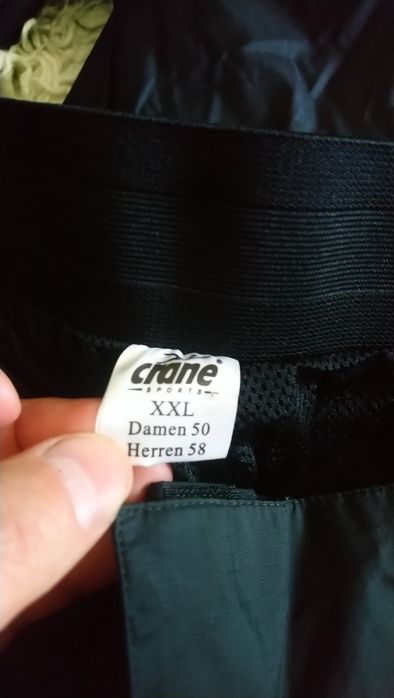 crane
SPORTS
XXL
Damen 50
Herren 58